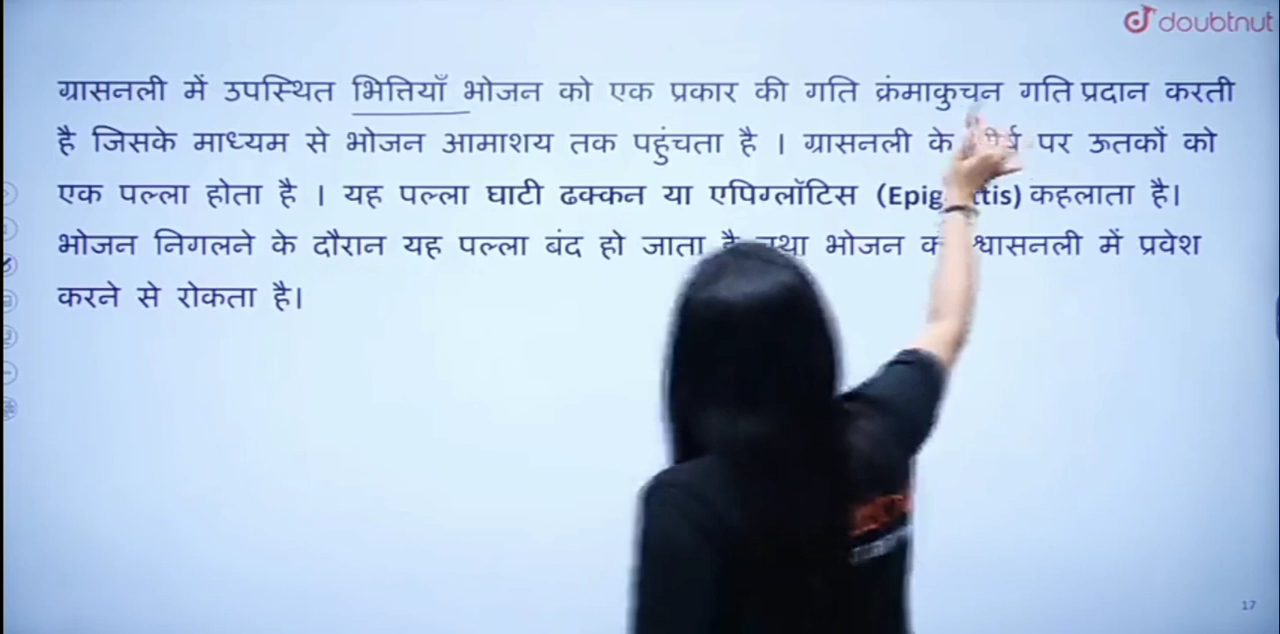 doubtnut
ग्रासनली में उपस्थित भित्तियाँ भोजन को एक प्रकार की गति क्रंमाकुचन गति प्रदान करती
है जिसके माध्यम से भोजन आमाशय तक पहुंचता है । ग्रासनली के पर ऊतकों को
एक पल्ला होता है । यह पल्ला घाटी ढक्कन या एपिग्लॉटिस कहलाता है।
भोजन निगलने के दौरान यह पल्ला बंद हो जाता भोजन श्वासनली में प्रवेश
करने से रोकता है।
17